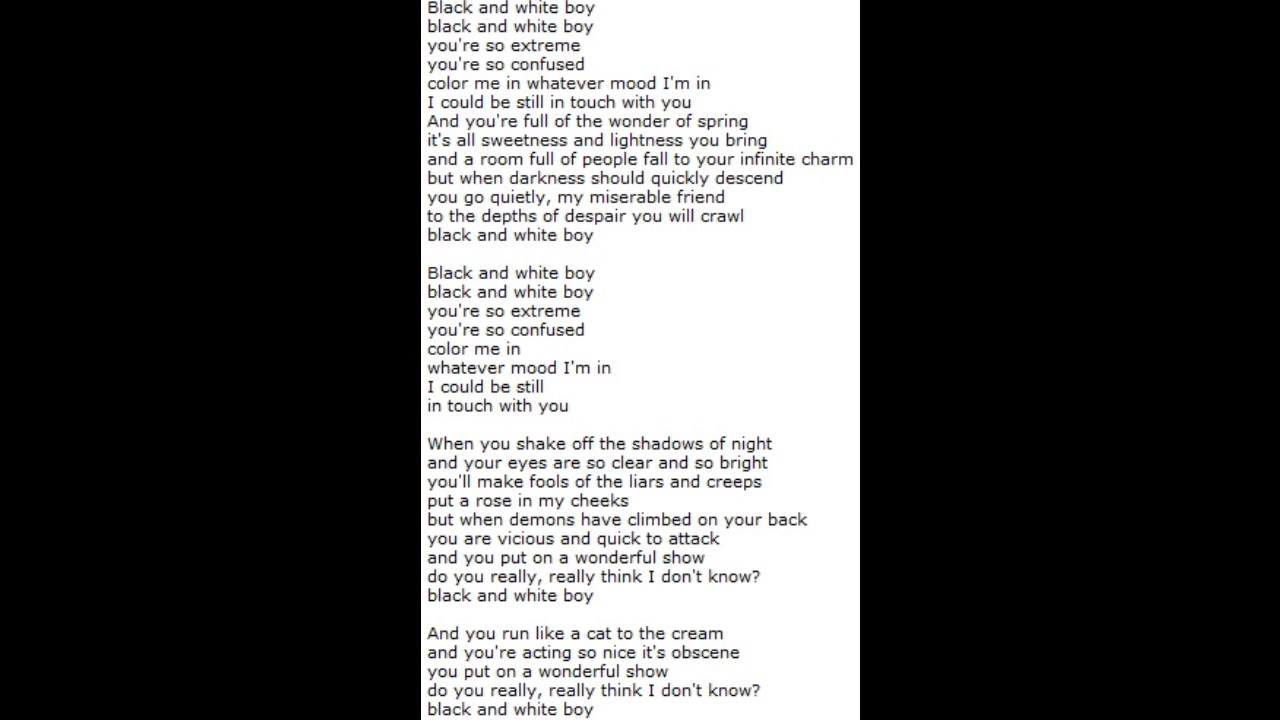 Black and white boy
black and white boy
you're so extreme
you're so confused
color me in whatever mood I'm in
I could be still in touch with you
And you're full of the wonder of spring
it's all sweetness and lightness you bring
and a room full of people fall to your infinite charm
but when darkness should quickly descend
you go quietly, my miserable friend
to the depths of despair you will crawl
black and white boy

Black and white boy
black and white boy
you're so extreme
you're so confused
color me in
whatever mood I'm in
I could be still
in touch with you

When you shake off the shadows of night
and your eyes are so clear and so bright
you'll make fools of the liars and creeps
put a rose in my cheeks
but when demons have climbed on your back
you are vicious and quick to attack
and you put on a wonderful show
do you really, really think I don't know?
black and white boy

And you run like a cat to the cream
and you're acting so nice it's obscene
you put on a wonderful show
do you really, really think I don't know?
black and white boy